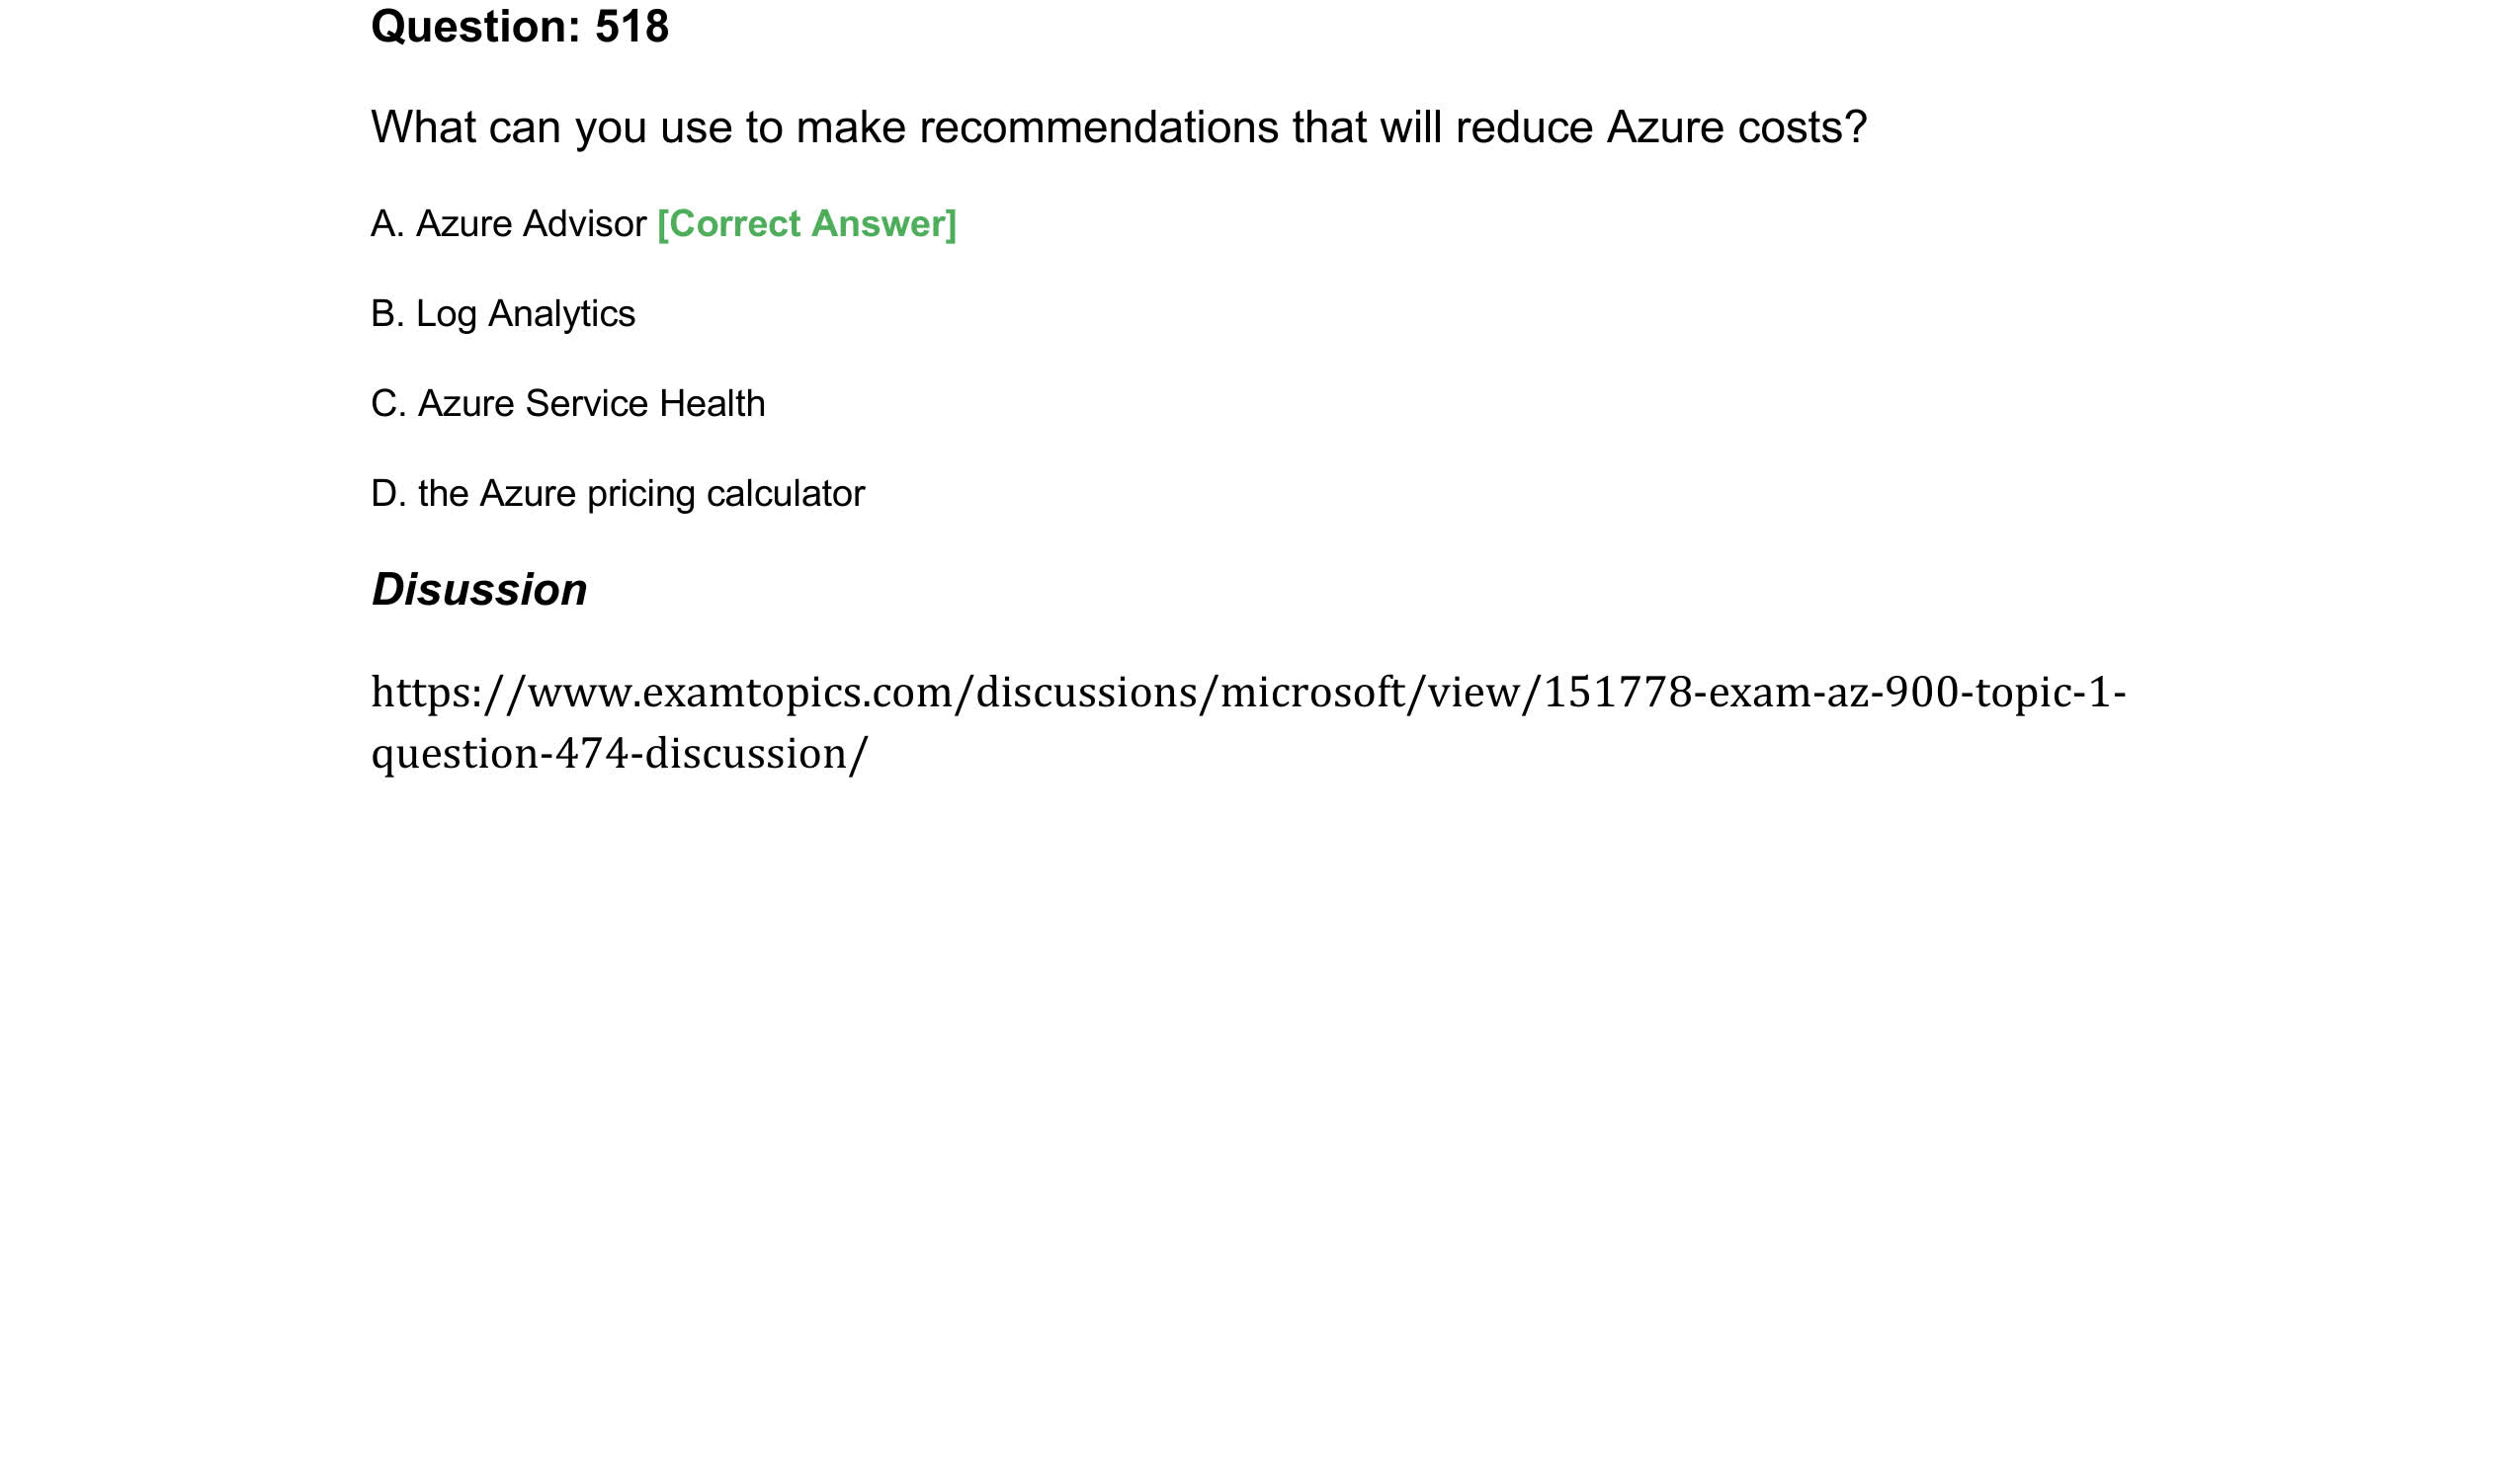 Question: 518
What can you use to make recommendations that will reduce Azure costs?
A. Azure Advisor [Correct Answer]
B. Log Analytics
C. Azure Service Health
D. the Azure pricing calculator
Disussion
https://www.examtopics.com/discussions/microsoft/view/151778-exam-az-900-topic-1-
question-474-discussion/